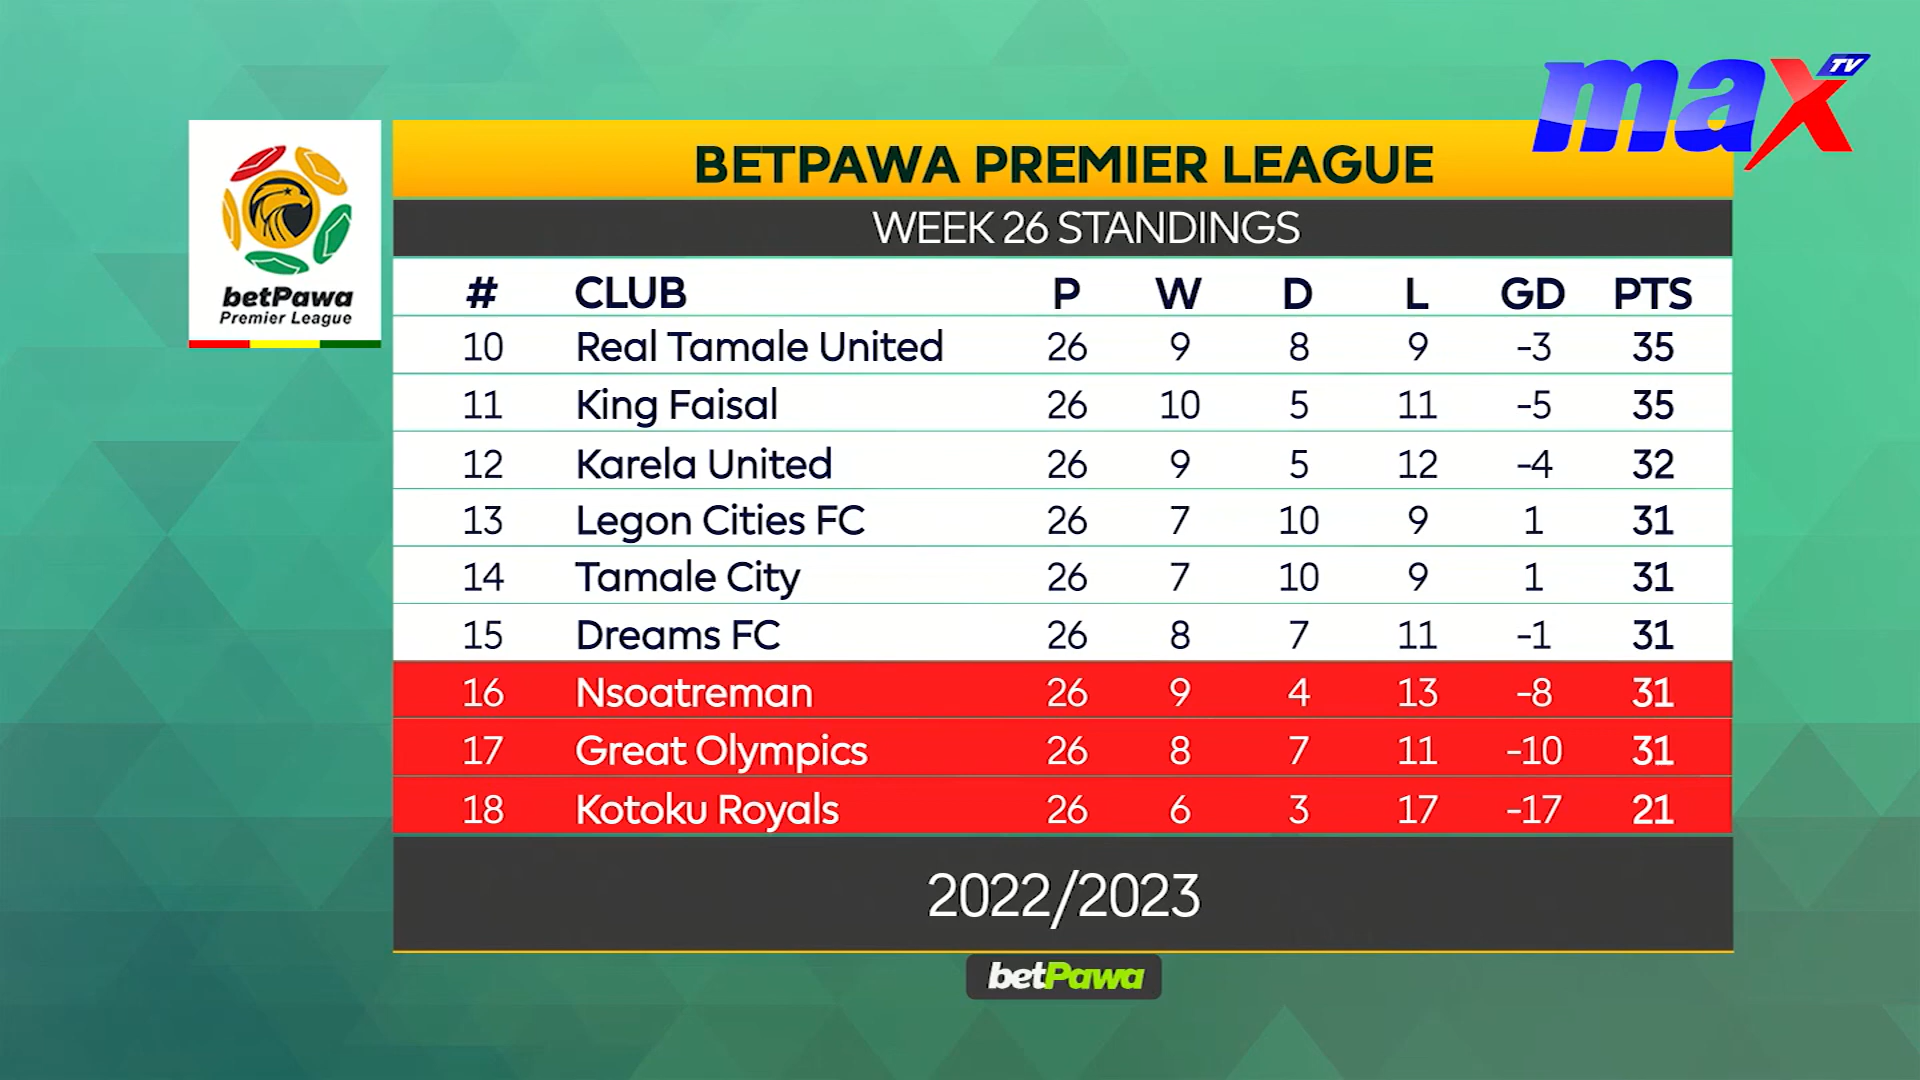 max TV
BETPAWA PREMIER LEAGUE
WEEK 26 STANDINGS
betPawa
Premier League
# CLUB P W D L GD PTS
10 Real Tamale United 26 9 8 9 -3 35
11 King Faisal 26 10 5 11 -5 35
12 Karela United 26 9 5 12 -4 32
13 Legon Cities FC 26 7 10 9 1 31
14 Tamale City 26 7 10 9 1 31
15 Dreams FC 26 8 7 11 -1 31
16 Nsoatreman 26 9 4 13 -8 31
17 Great Olympics 26 8 7 11 -10 31
18 Kotoku Royals 26 6 3 17 -17 21
2022/2023
betPawa